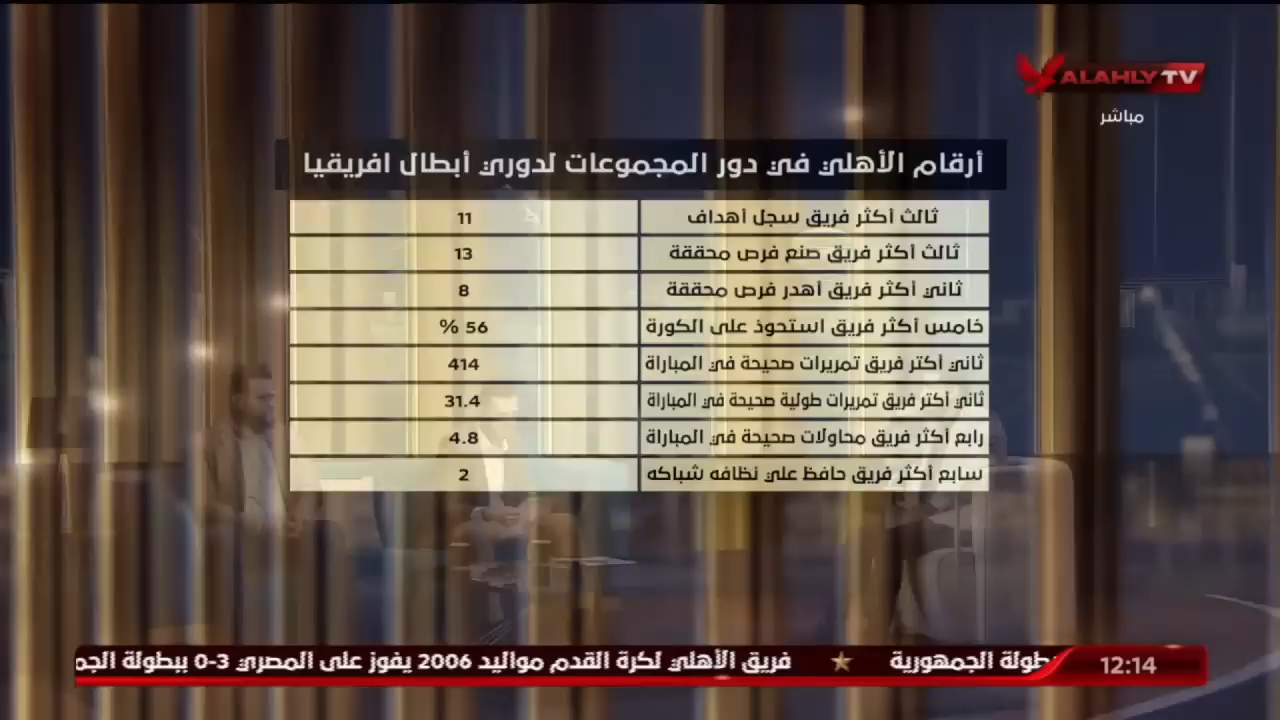 ALAHLY TV
مباشر
أرقام الأهلي في دور المجموعات لدوري أبطال افريقيا
ثالث أكثر فريق سجل أهداف 11
ثالث أكثر فريق صنع فرص محققة 13
ثاني أكثر فريق أهدر فرص محققة 8
خامس أكثر فريق استحوذ على الكورة 56 %
ثاني أكتر فريق تمريرات صحيحة في المباراة 414
ثاني أكتر فريق تمريرات طولية صحيحة في المباراة 31.4
رابع أكثر فريق محاولات صحيحة في المباراة 4.8
سابع أكثر فريق حافظ علي نظافه شباكه 2
طولة الجمهورية ★ فريق الأهلي لكرة القدم مواليد 2006 يفوز على المصري 3-0 ببطولة الجم
12:14